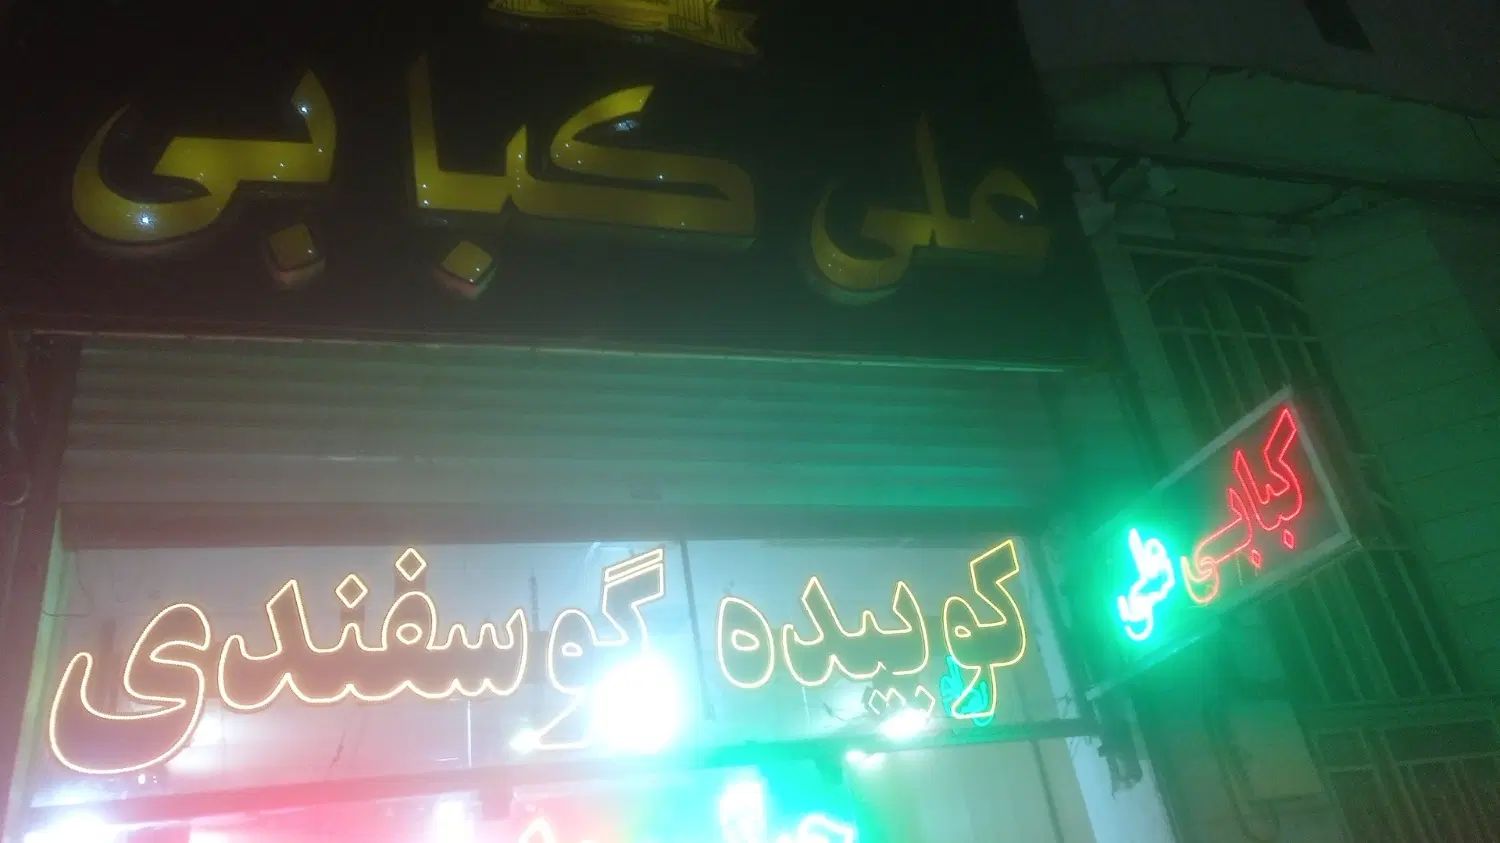 علی کبابی
کبابی علی
کوبیده گوسفندی